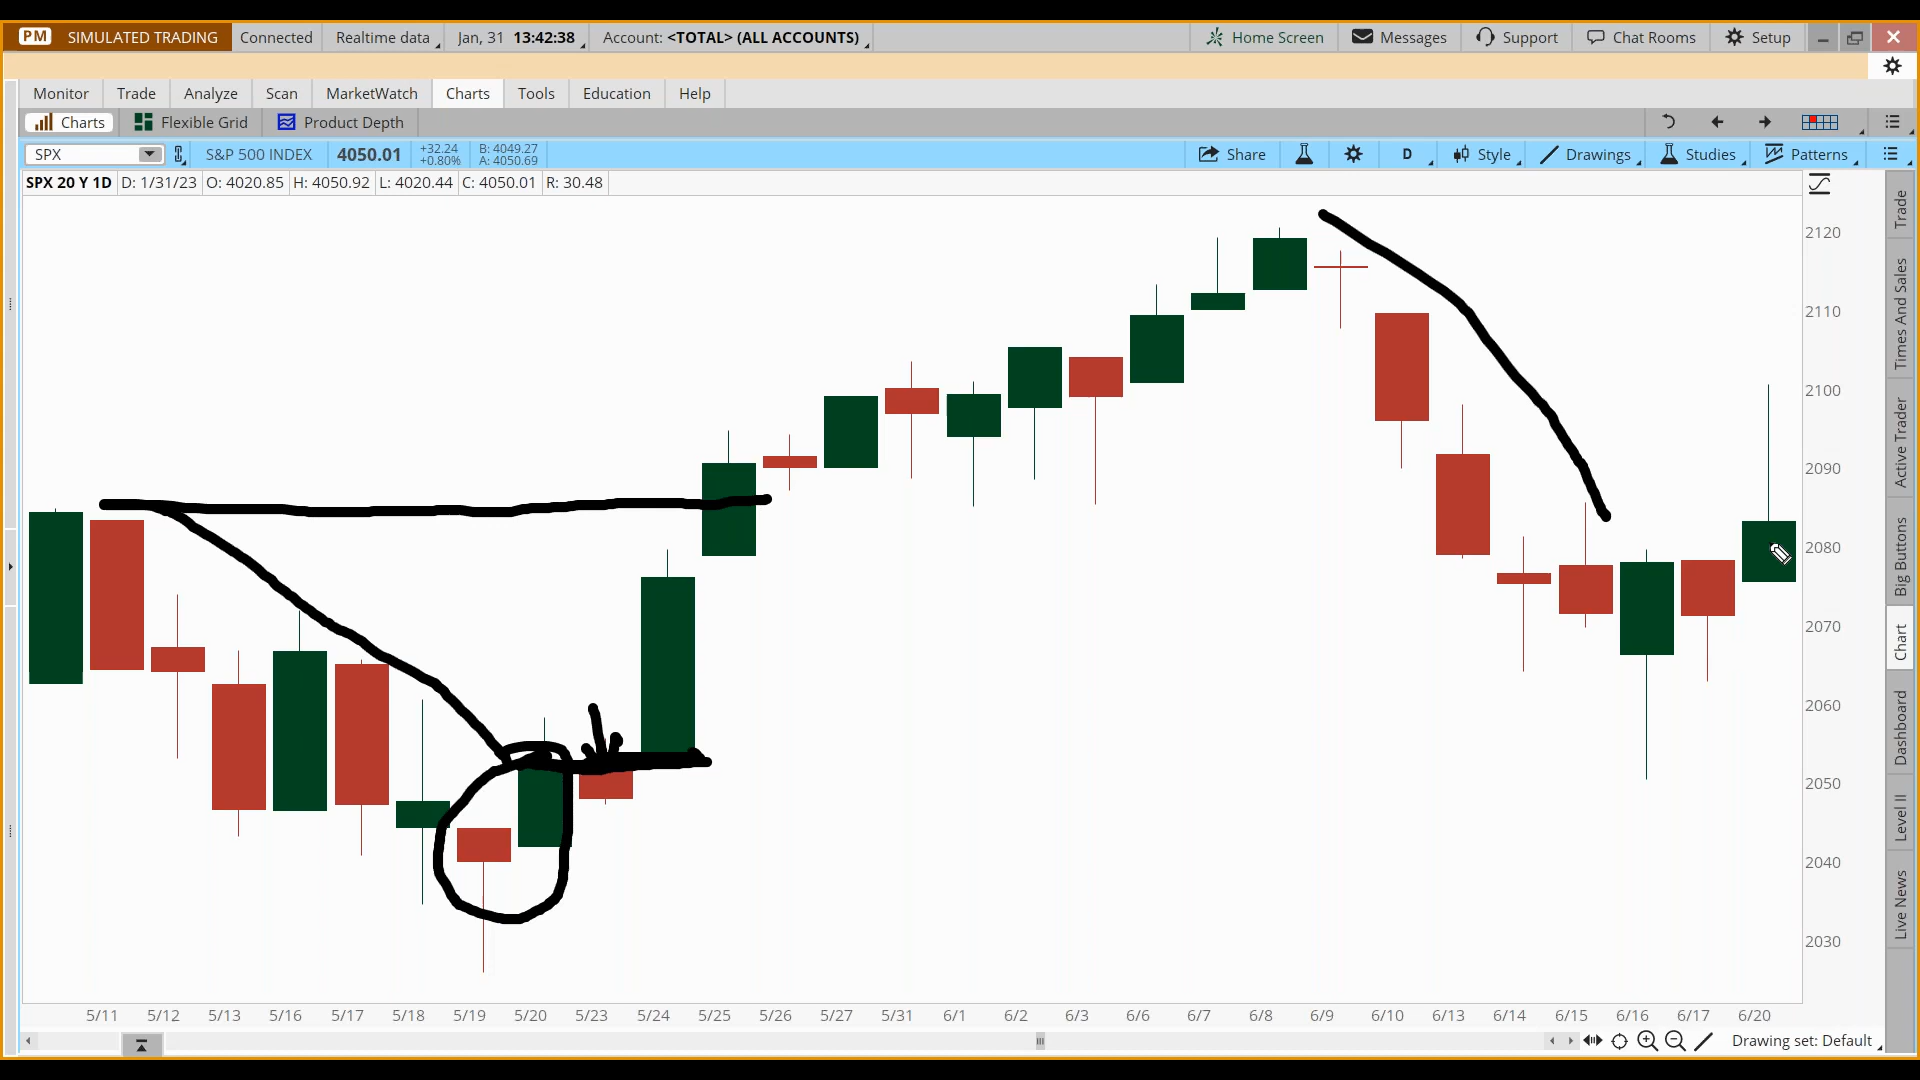 PM SIMULATED TRADING Connected Realtime data Jan, 31 13:42:38 Account: <TOTAL> (ALL ACCOUNTS) Home Screen Messages Support Chat Rooms Setup
Monitor Trade Analyze Scan MarketWatch Charts Tools Education Help
Charts Flexible Grid Product Depth
SPX S&P 500 INDEX 4050.01 +32.24 +0.80% B: 4049.27 A: 4050.69 Share D Style Drawings Studies Patterns
SPX 20 Y 1D D: 1/31/23 O: 4020.85 H: 4050.92 L: 4020.44 C: 4050.01 R: 30.48
2120
2110
2100
2090
2080
2070
2060
2050
2040
2030
5/11 5/12 5/13 5/16 5/17 5/18 5/19 5/20 5/23 5/24 5/25 5/26 5/27 5/31 6/1 6/2 6/3 6/6 6/7 6/8 6/9 6/10 6/13 6/14 6/15 6/16 6/17 6/20
Drawing set: Default
Trade
Times And Sales
Active Trader
Big Buttons
Chart
Dashboard
Level II
Live News